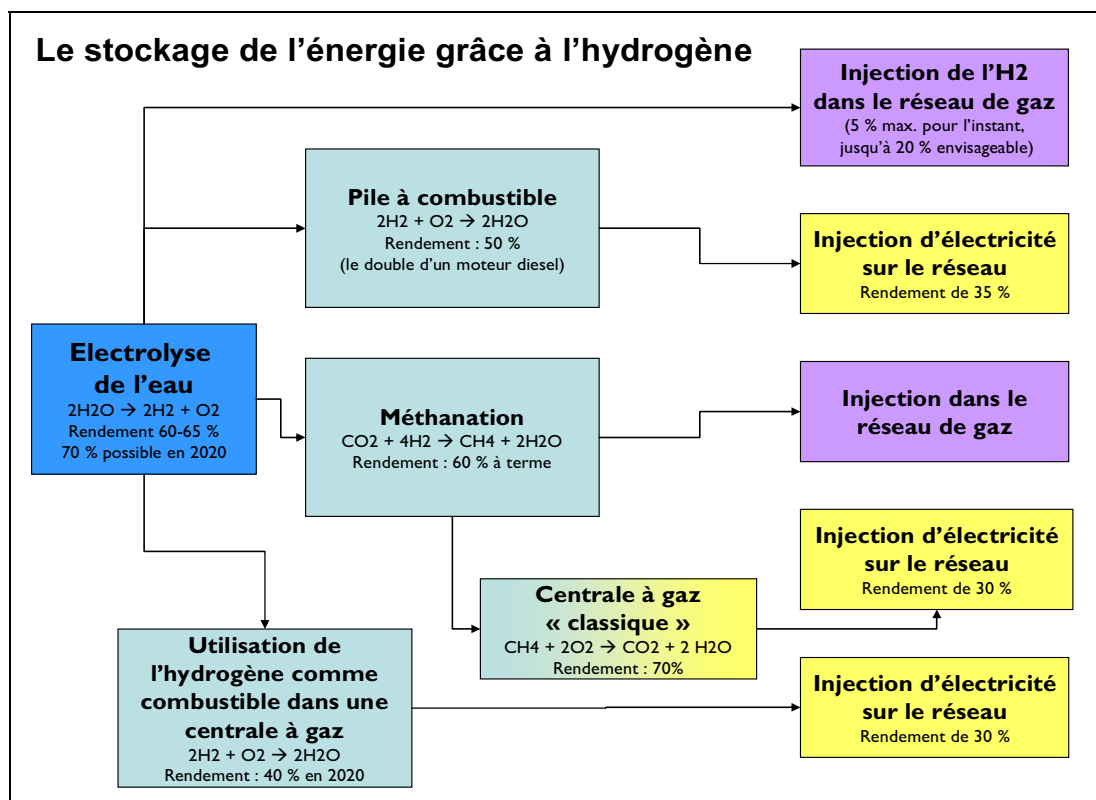 Le stockage de l’énergie grâce à l’hydrogène
Injection de l’H2
dans le réseau de gaz
(5 % max. pour l’instant,
jusqu’à 20 % envisageable)
Pile à combustible
2H2 + O2 → 2H2O
Rendement : 50 %
(le double d’un moteur diesel)
Injection d’électricité
sur le réseau
Rendement de 35 %
Electrolyse
de l’eau
2H2O → 2H2 + O2
Rendement 60-65 %
70 % possible en 2020
Méthanation
CO2 + 4H2 → CH4 + 2H2O
Rendement : 60 % à terme
Injection dans le
réseau de gaz
Injection d’électricité
sur le réseau
Rendement de 30 %
Centrale à gaz
« classique »
CH4 + 2O2 → CO2 + 2 H2O
Rendement : 70%
Utilisation de
l’hydrogène comme
combustible dans une
centrale à gaz
2H2 + O2 → 2H2O
Rendement : 40 % en 2020
Injection d’électricité
sur le réseau
Rendement de 30 %